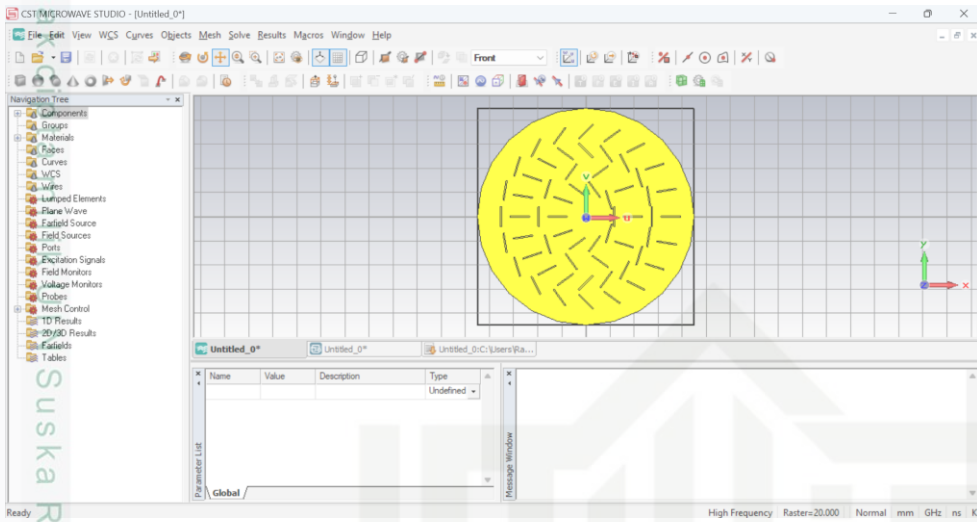 CST MICROWAVE STUDIO - [Untitled_0*]
File Edit View WCS Curves Objects Mesh Solve Results Macros Window Help
Front
Navigation Tree
Components
Groups
Materials
Faces
Curves
WCS
Wires
Lumped Elements
Plane Wave
Farfield Source
Field Sources
Ports
Excitation Signals
Field Monitors
Voltage Monitors
Probes
Mesh Control
1D Results
2D/3D Results
Farfields
Tables
v
u
y
x
Untitled_0*
Untitled_0*
Untitled_0:C:\Users\Ra...
Name Value Description Type
Undefined
Parameter List
Global
Message Window
Ready
High Frequency Raster=20.000 Normal mm GHz ns K
Suska R